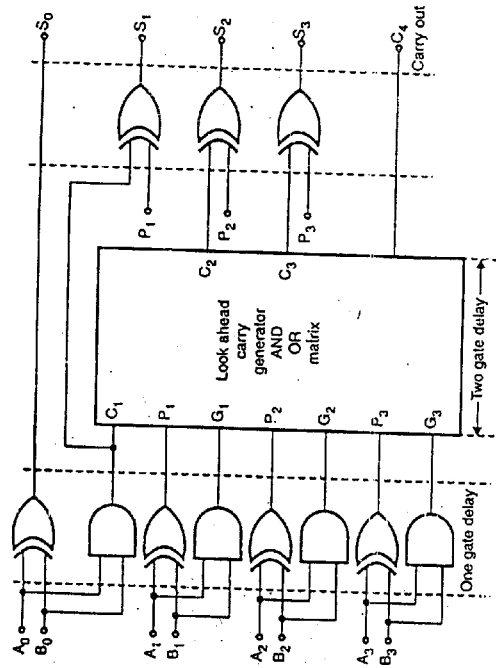 A0
B0
A1
B1
A2
B2
A3
B3
One gate delay
C1
P1
G1
P2
G2
P3
G3
Look ahead
carry
generator
AND
OR
matrix
C2
C3
Two gate delay
P1
P2
P3
S0
S1
S2
S3
C4
Carry out